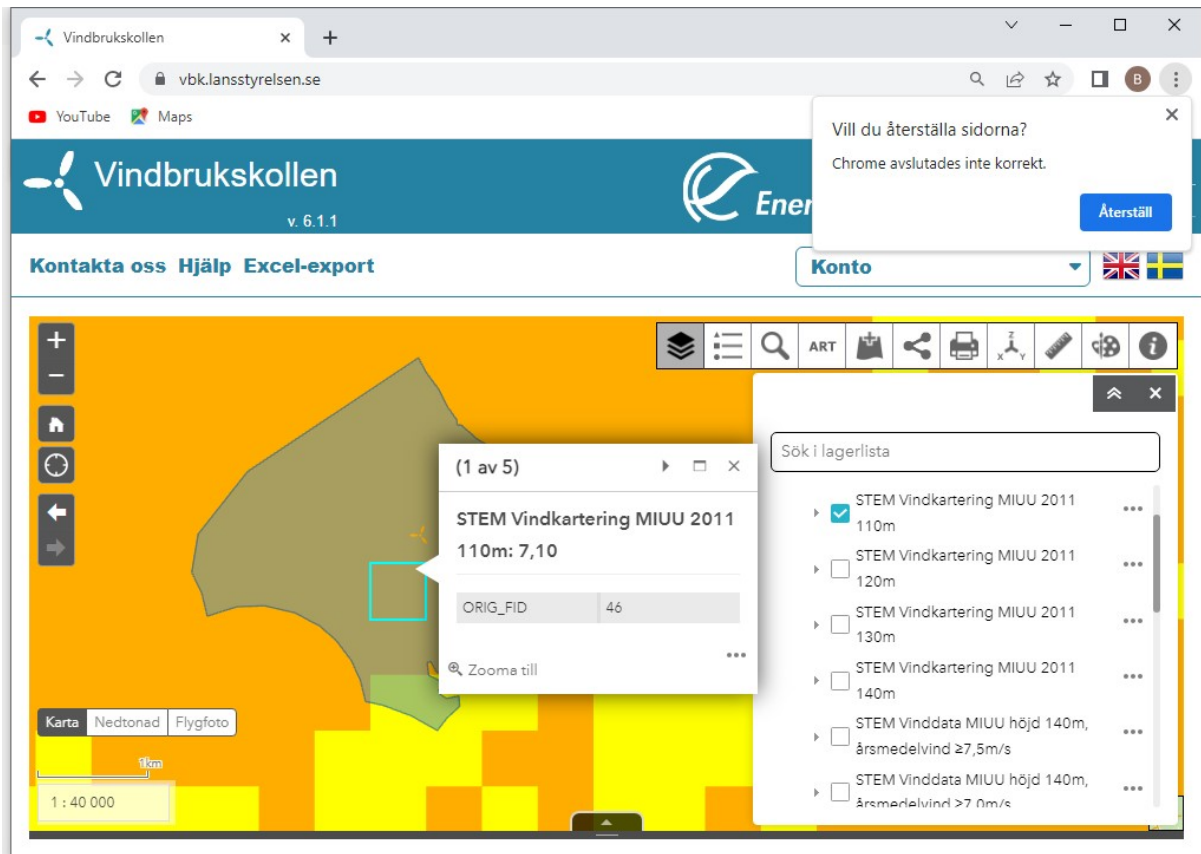 Vindbrukskollen
vbk.lansstyrelsen.se
B
YouTube
Maps
Vill du återställa sidorna?
Chrome avslutades inte korrekt.
Återställ
Vindbrukskollen
v. 6.1.1
Ener
Kontakta oss Hjälp Excel-export
Konto
ART
Z
X Y
Sök i lagerlista
(1 av 5)
STEM Vindkartering MIUU 2011
110m: 7,10
ORIG_FID 46
Zooma till
STEM Vindkartering MIUU 2011
110m
STEM Vindkartering MIUU 2011
120m
STEM Vindkartering MIUU 2011
130m
STEM Vindkartering MIUU 2011
140m
STEM Vinddata MIUU höjd 140m,
årsmedelvind ≥7,5m/s
STEM Vinddata MIUU höjd 140m,
årsmedelvind ≥7,0m/s
Karta Nedtonad Flygfoto
1km
1 : 40 000